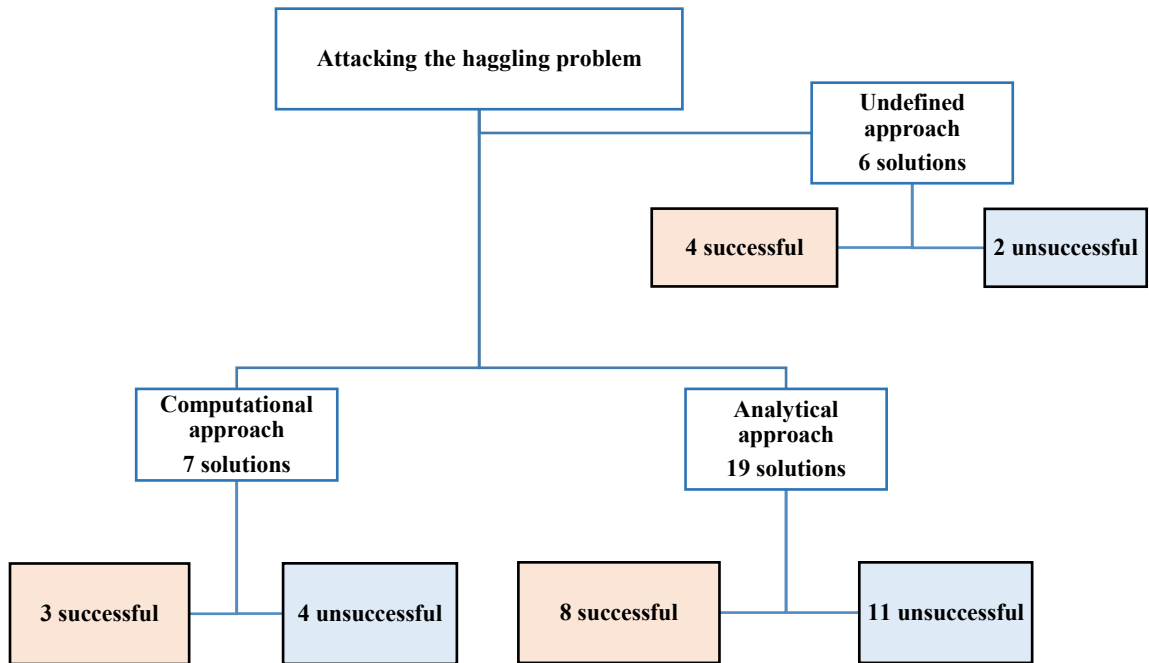 Attacking the haggling problem
Undefined
approach
6 solutions
4 successful
2 unsuccessful
Computational
approach
7 solutions
Analytical
approach
19 solutions
3 successful
4 unsuccessful
8 successful
11 unsuccessful